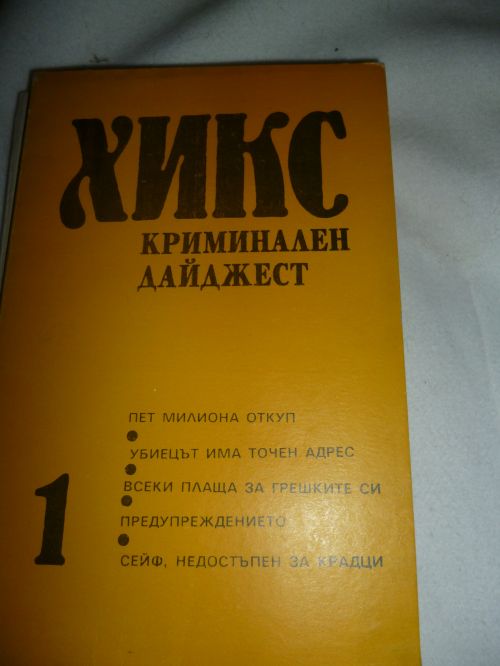 ХИКС
КРИМИНАЛЕН
ДАЙДЖЕСТ
ПЕТ МИЛИОНА ОТКУП
УБИЕЦЪТ ИМА ТОЧЕН АДРЕС
ВСЕКИ ПЛАЩА ЗА ГРЕШКИТЕ СИ
ПРЕДУПРЕЖДЕНИЕТО
СЕЙФ, НЕДОСТЪПЕН ЗА КРАДЦИ
1